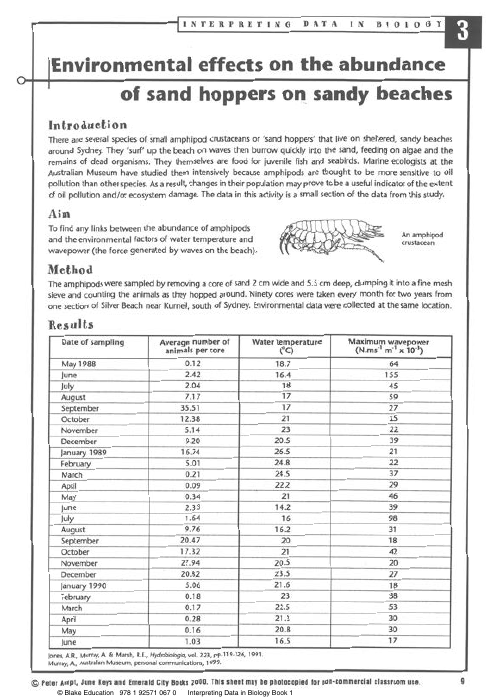 INTERPRETING DATA IN BIOLOGY
3
Environmental effects on the abundance
of sand hoppers on sandy beaches
Introduction
There are several species of small amphipod crustaceans or 'sand hoppers' that live on sheltered, sandy beaches
around Sydney. They 'surf' up the beach on waves then burrow quickly into the sand, feeding on algae and the
remains of dead organisms. They themselves are food for juvenile fish and seabirds. Marine ecologists at the
Australian Museum have studied them intensively because amphipods are thought to be more sensitive to oil
pollution than other species. As a result, changes in their population may prove to be a useful indicator of the extent
of oil pollution and/or ecosystem damage. The data in this activity is a small section of the data from this study.
Aim
To find any links between the abundance of amphipods
and the environmental factors of water temperature and
wavepower (the force generated by waves on the beach).
An amphipod
crustacean
Method
The amphipods were sampled by removing a core of sand 2 cm wide and 5.5 cm deep, dumping it into a fine mesh
sieve and counting the animals as they hopped around. Ninety cores were taken every month for two years from
one section of Silver Beach near Kurnell, south of Sydney. Environmental data were collected at the same location.
Results
Date of sampling Average number of animals per core Water temperature (°C) Maximum wavepower (N.ms⁻¹ m⁻¹ x 10⁻³)
May 1988 0.12 18.7 64
June 2.42 16.4 155
July 2.04 18 45
August 7.17 17 59
September 35.51 17 27
October 12.38 21 15
November 5.14 23 22
December 9.20 20.5 39
January 1989 16.74 26.5 21
February 5.01 24.8 22
March 0.21 24.5 37
April 0.09 22.2 29
May 0.34 21 46
June 2.33 14.2 39
July 1.64 16 98
August 9.76 16.2 31
September 20.47 20 18
October 17.32 21 42
November 27.94 20.5 20
December 20.82 23.5 27
January 1990 5.06 21.6 18
February 0.18 23 38
March 0.17 22.5 53
April 0.28 21.1 30
May 0.16 20.8 30
June 1.03 16.5 17
Jones, A.R., Murray, A. & Marsh, R.E., Hydrobiologia, vol. 223, pp.119-126, 1991.
Murray, A., Australian Museum, personal communications, 1999.
© Peter Ampt, June Keys and Emerald City Books 2000. This sheet may be photocopied for non-commercial classroom use. 9
© Blake Education 978 1 92571 067 0 Interpreting Data in Biology Book 1